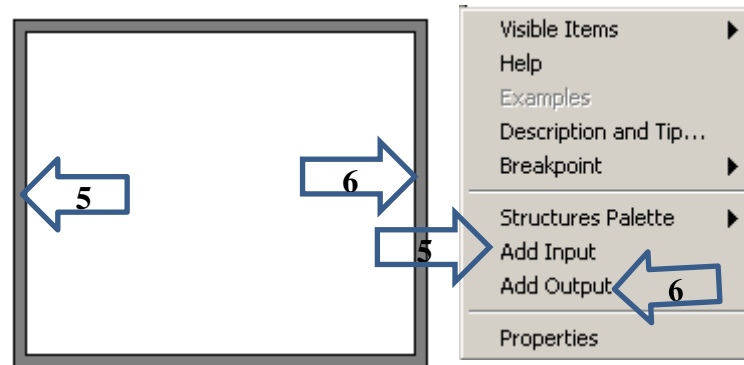 Visible Items
Help
Examples
Description and Tip...
Breakpoint
5
6
Structures Palette
5
Add Input
Add Output
6
Properties